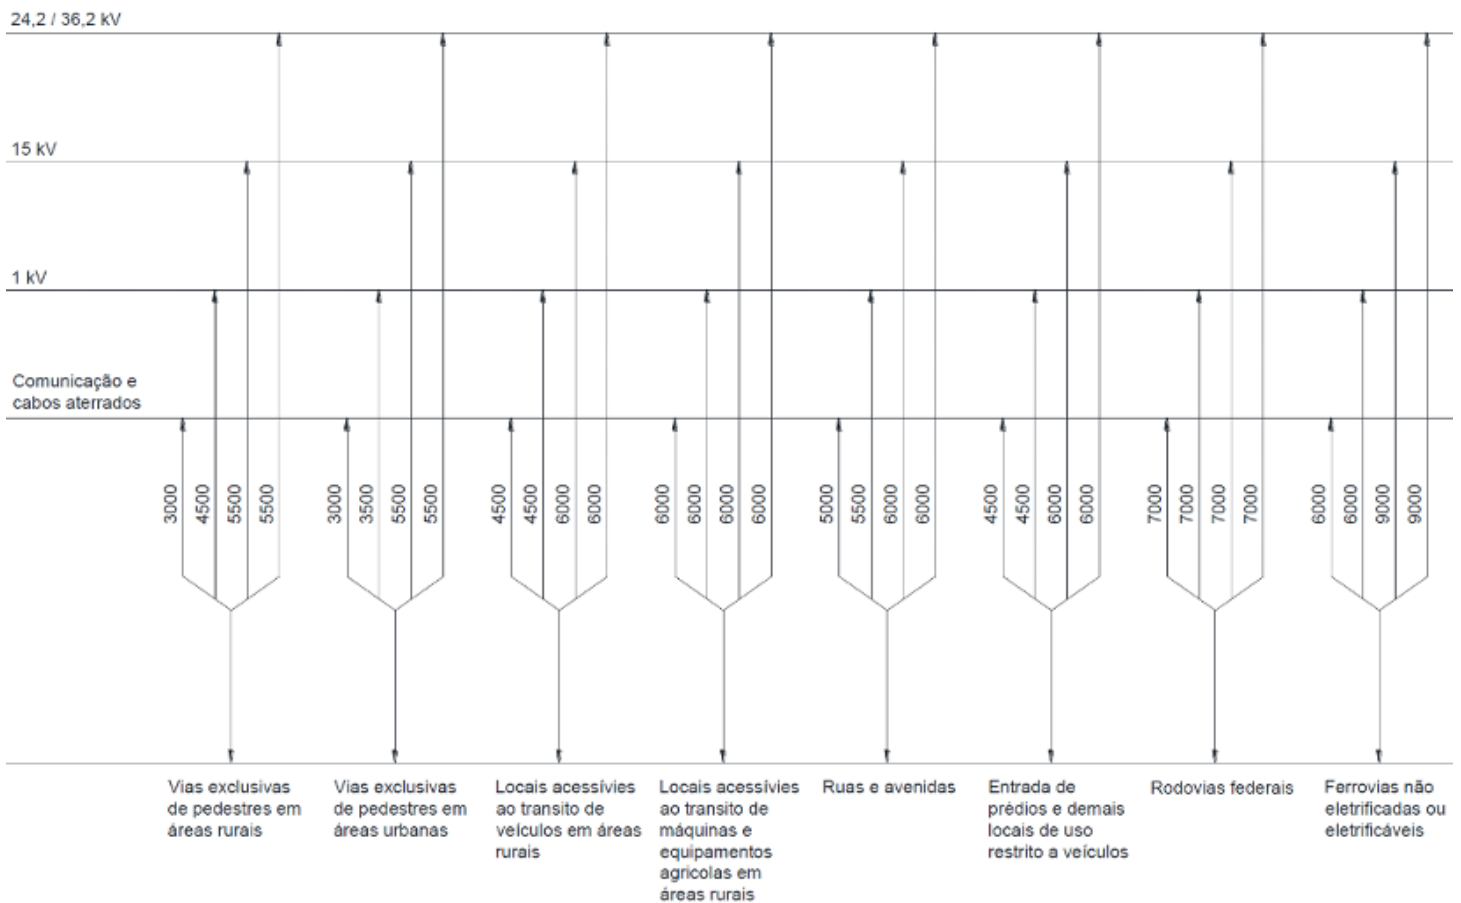 24,2 / 36,2 kV
15 kV
1 kV
Comunicação e
cabos aterrados
3000
4500
5500
5500
3000
3500
5500
5500
4500
4500
6000
6000
6000
6000
6000
6000
5000
5500
6000
6000
4500
4500
6000
6000
7000
7000
7000
7000
6000
6000
9000
9000
Vias exclusivas
de pedestres em
áreas rurais
Vias exclusivas
de pedestres em
áreas urbanas
Locais acessívies
ao transito de
veículos em áreas
rurais
Locais acessívies
ao transito de
máquinas e
equipamentos
agricolas em
áreas rurais
Ruas e avenidas
Entrada de
prédios e demais
locais de uso
restrito a veículos
Rodovias federais
Ferrovias não
eletrificadas ou
eletrificáveis